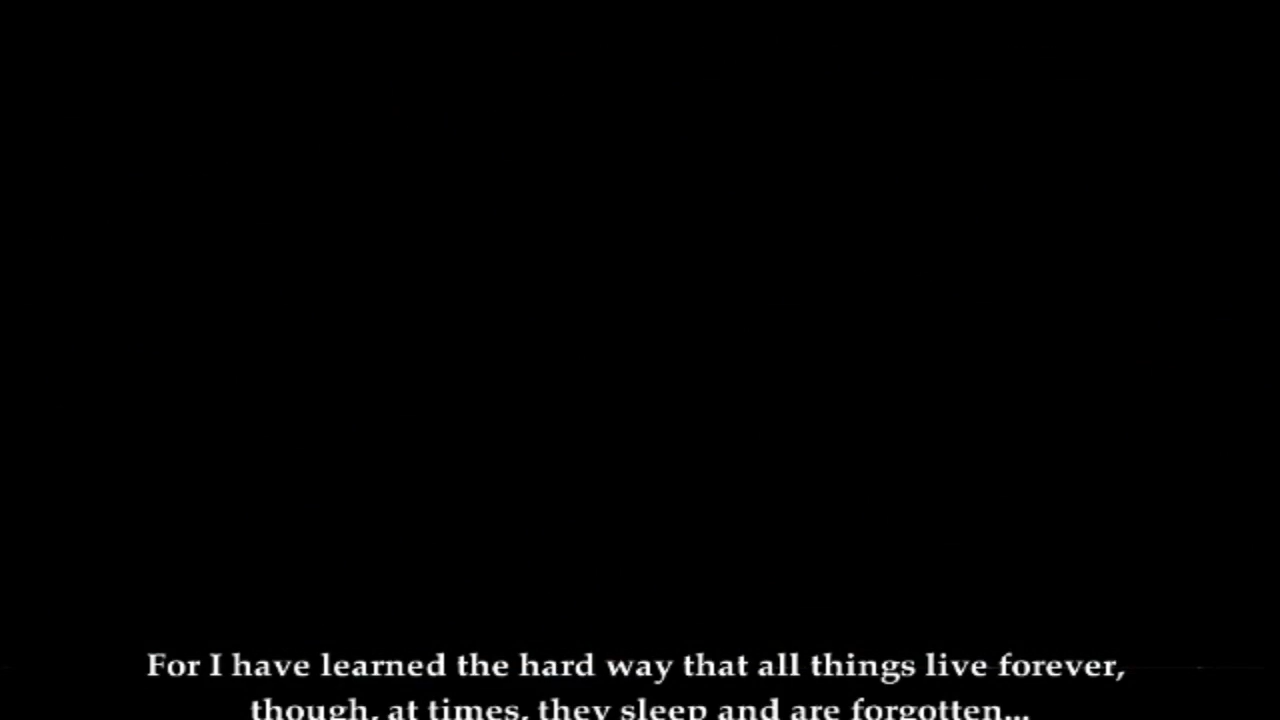 For I have learned the hard way that all things live forever,
though, at times, they sleep and are forgotten...